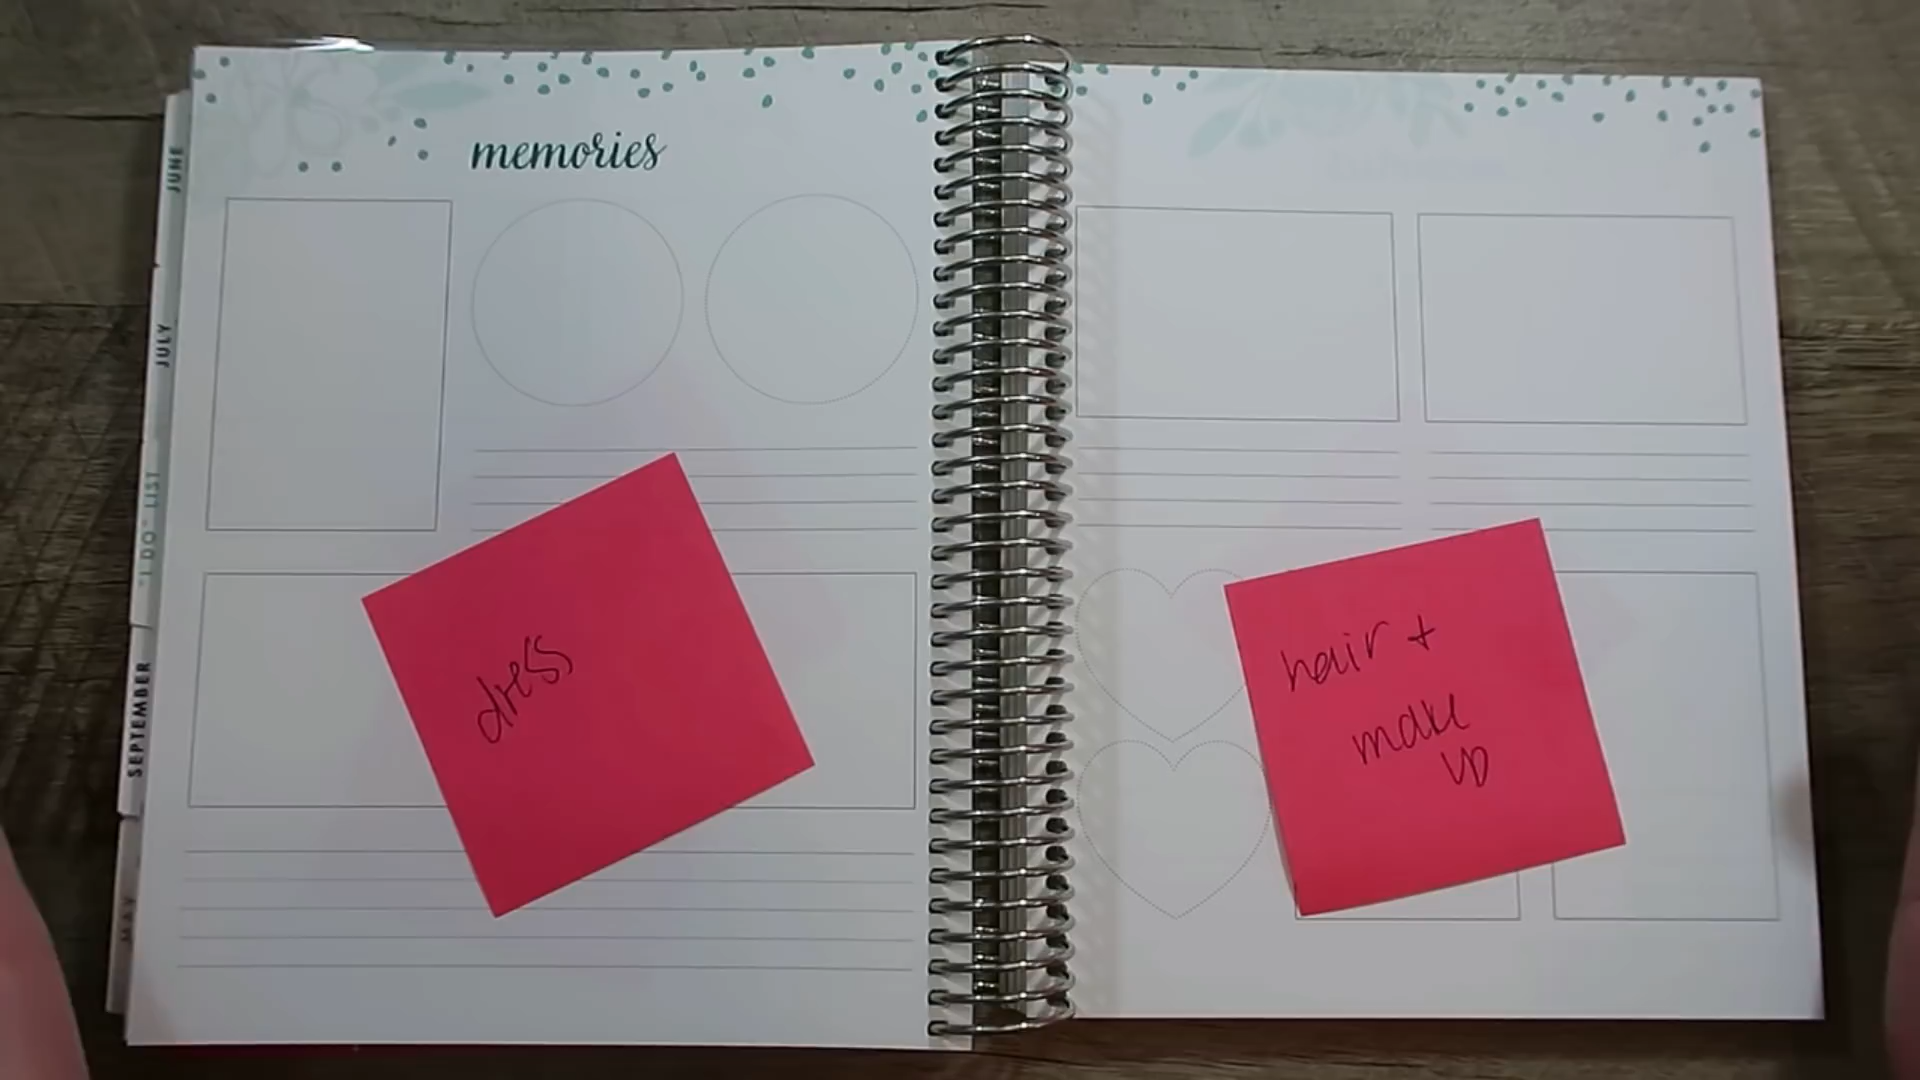 memories
JUNE
JULY
"I DO" LIST
SEPTEMBER
MAY
dress
hair +
make
up